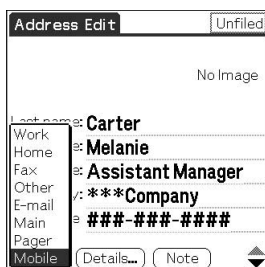 Address Edit Unfiled
No Image
Last name: Carter
Work
e: Melanie
Home
Fax
e: Assistant Manager
Other
y: ***Company
E-mail
Main
e ###-###-####
Pager
Mobile Details... Note